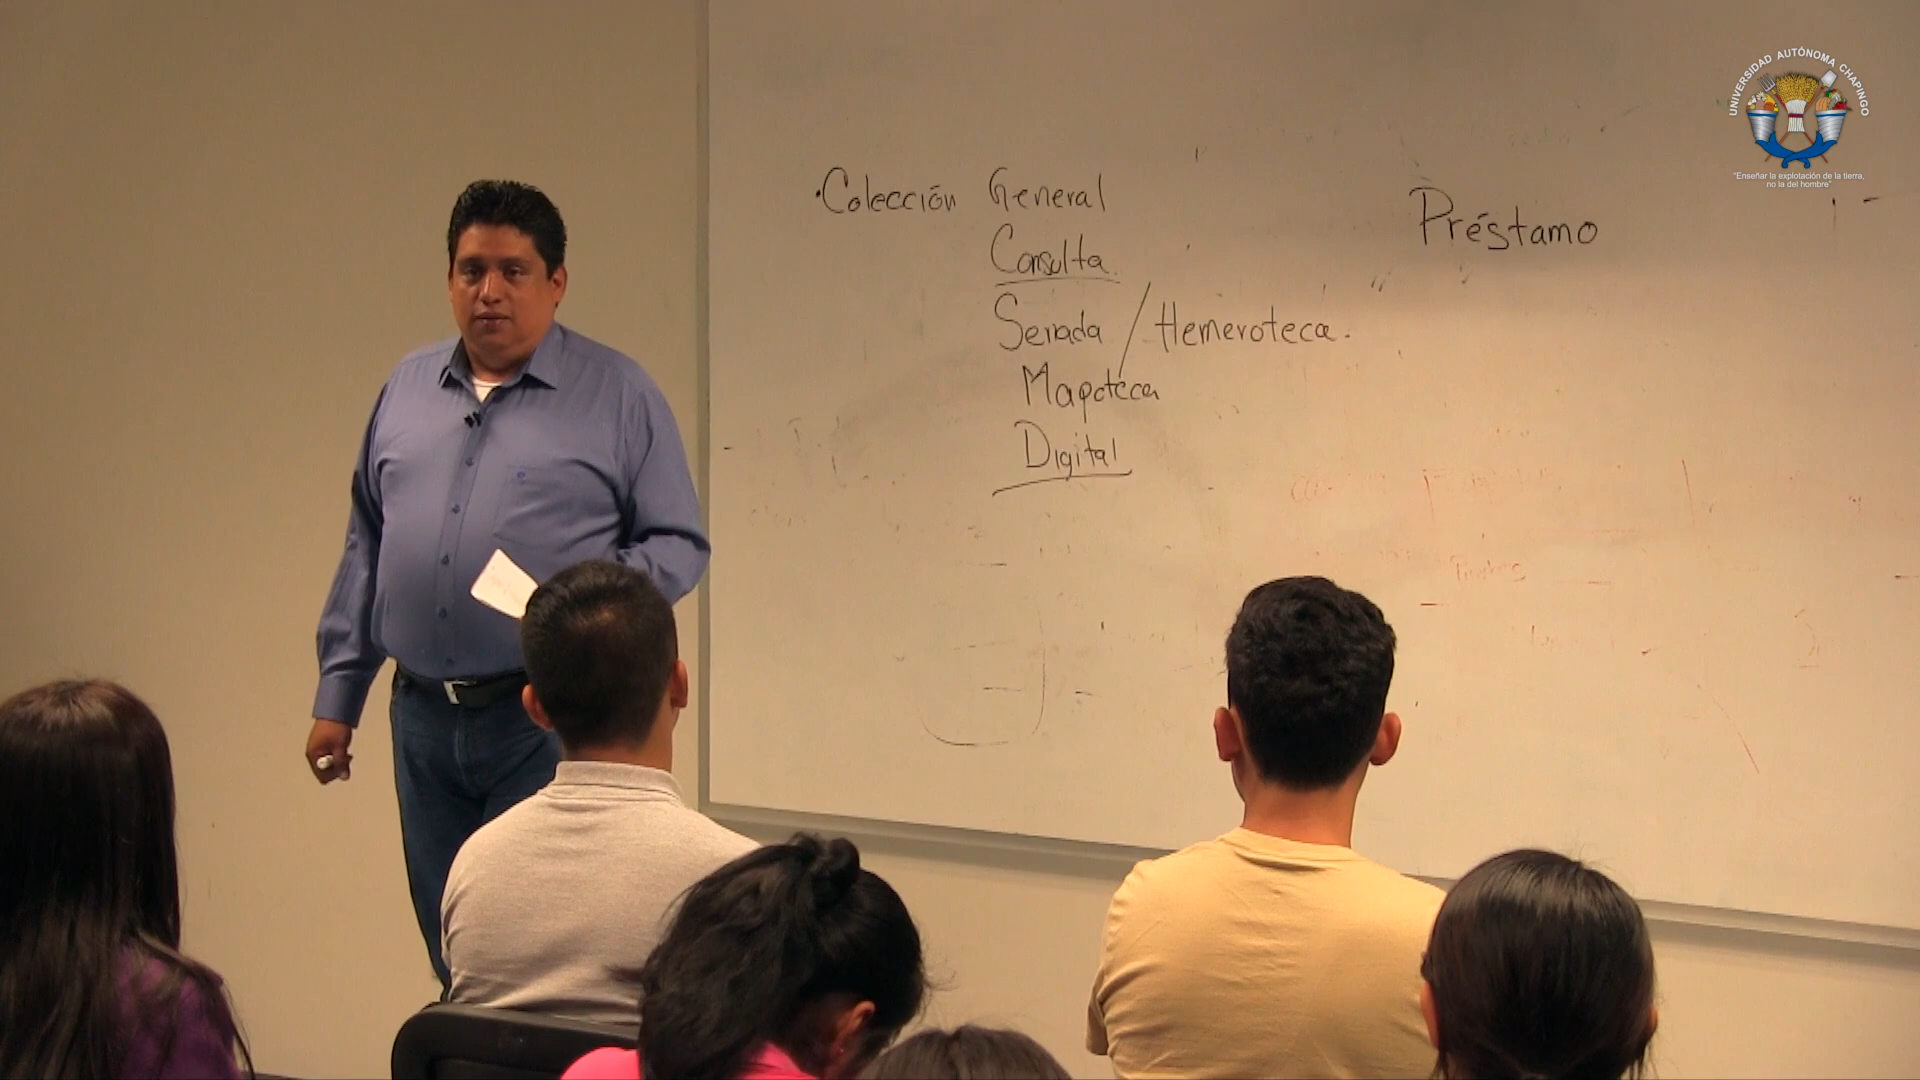 ·Colección General
Consulta.
Seriada / Hemeroteca.
Mapoteca
Digital
Préstamo
UNIVERSIDAD AUTÓNOMA CHAPINGO
"Enseñar la explotación de la tierra,
no la del hombre"